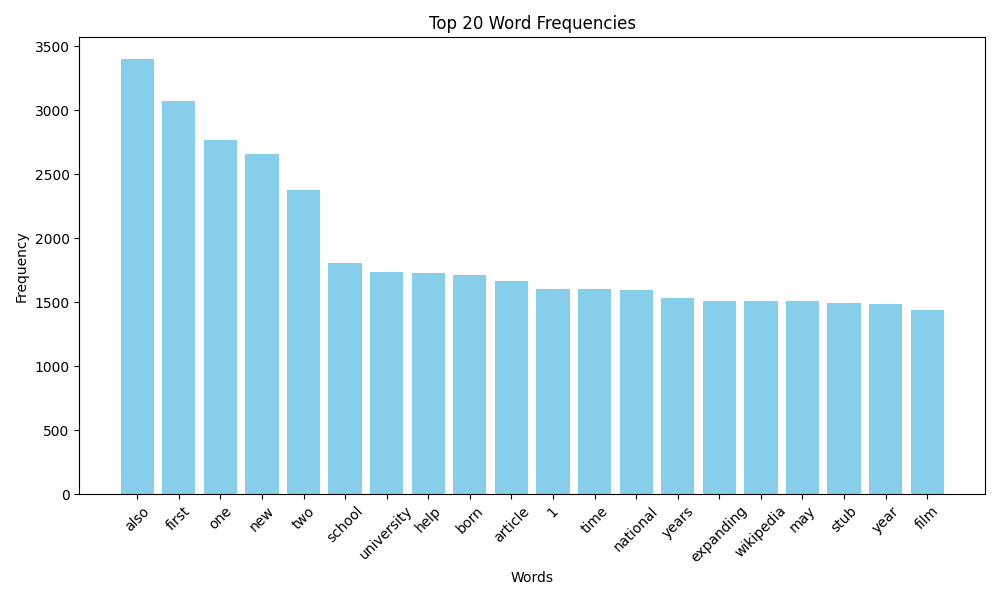 Top 20 Word Frequencies
3500
3000
2500
2000
1500
1000
500
0
Frequency
also
first
one
new
two
school
university
help
born
article
1
time
national
years
expanding
wikipedia
may
stub
year
film
Words